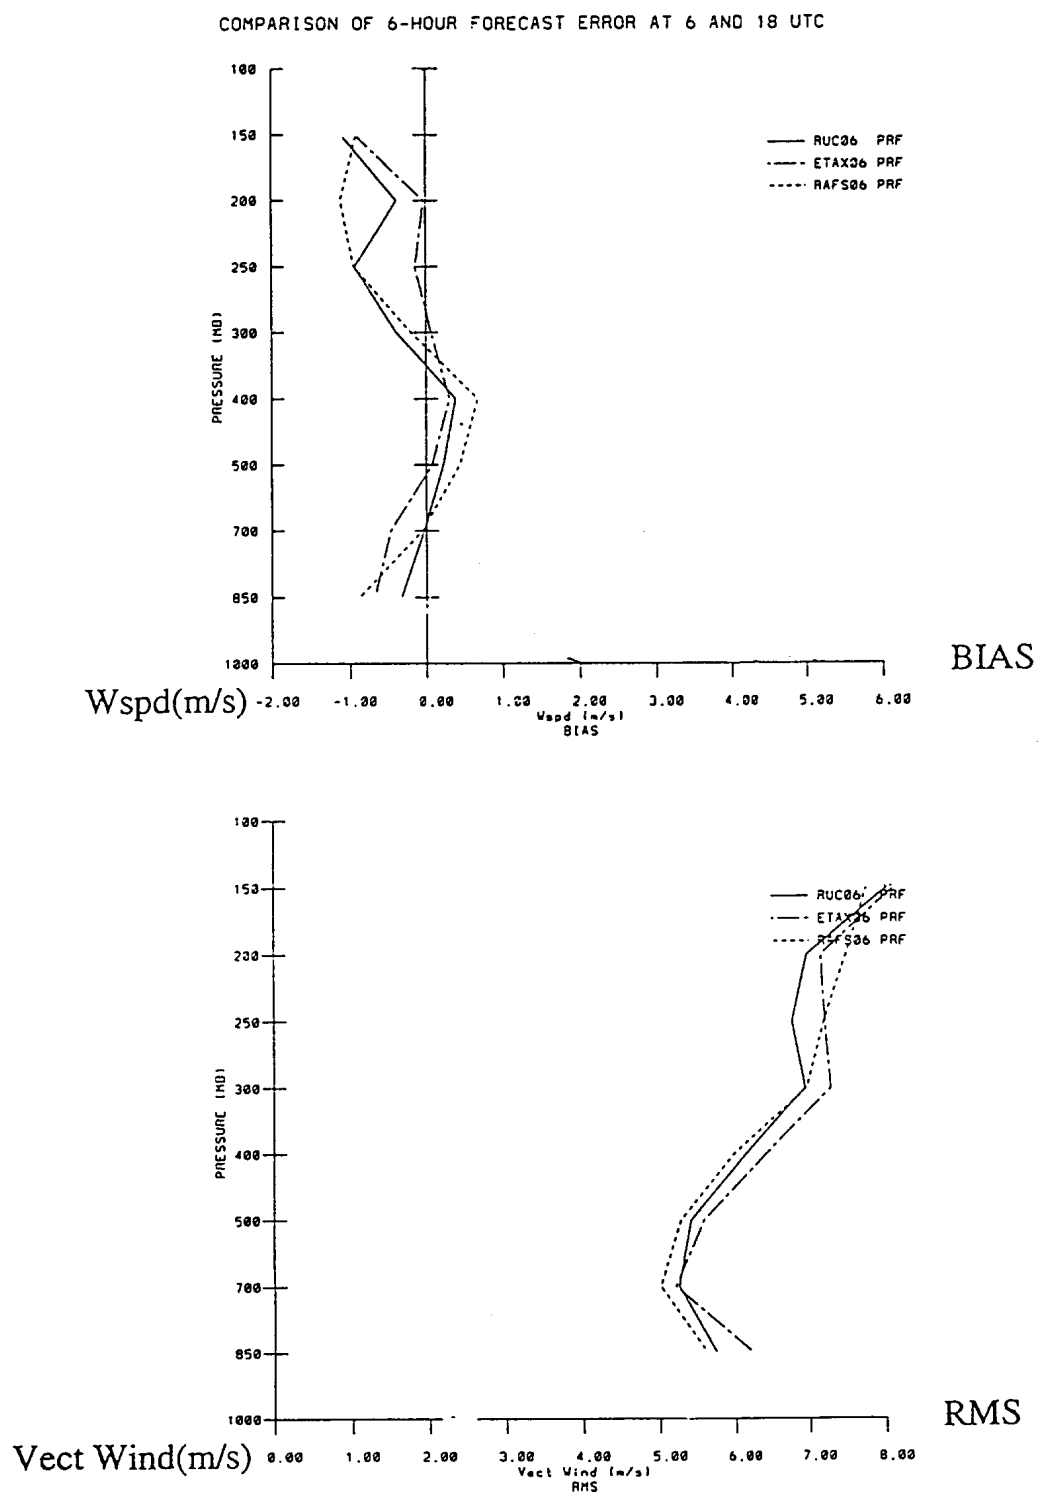 COMPARISON OF 6-HOUR FORECAST ERROR AT 6 AND 18 UTC
100
150
200
250
300
400
500
700
850
1000
PRESSURE (MB)
RUC06 PRF
ETAX06 PRF
RAFS06 PRF
BIAS
Wspd(m/s)
-2.00 -1.00 0.00 1.00 2.00 3.00 4.00 5.00 6.00
Wspd (m/s)
BIAS
100
150
200
250
300
400
500
700
850
1000
PRESSURE (MB)
RUC06 PRF
ETAX06 PRF
RAFS06 PRF
RMS
Vect Wind(m/s)
0.00 1.00 2.00 3.00 4.00 5.00 6.00 7.00 8.00
Vect Wind (m/s)
RMS